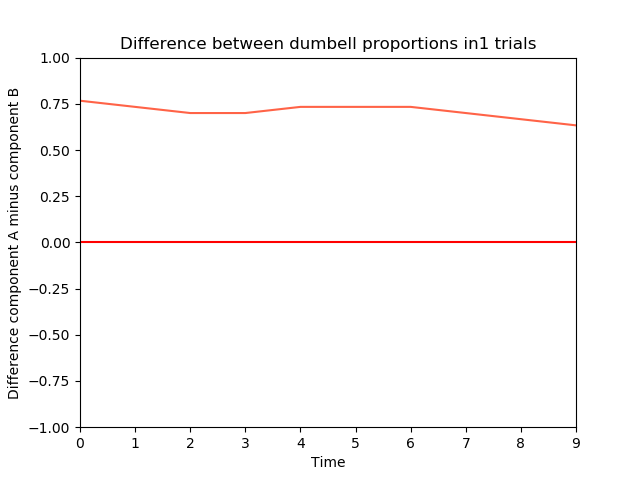 Difference between dumbell proportions in1 trials
Difference component A minus component B
1.00
0.75
0.50
0.25
0.00
−0.25
−0.50
−0.75
−1.00
0 1 2 3 4 5 6 7 8 9
Time